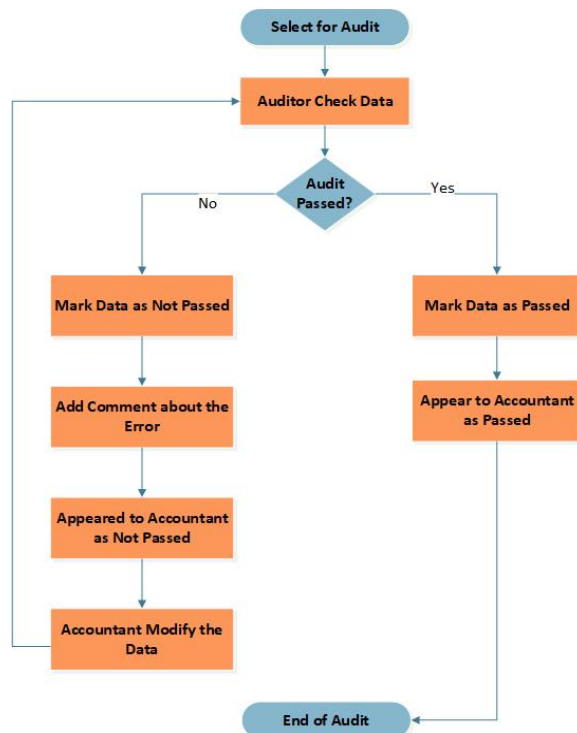 Select for Audit
Auditor Check Data
Audit
Passed?
No
Yes
Mark Data as Not Passed
Mark Data as Passed
Add Comment about the
Error
Appear to Accountant
as Passed
Appeared to Accountant
as Not Passed
Accountant Modify the
Data
End of Audit